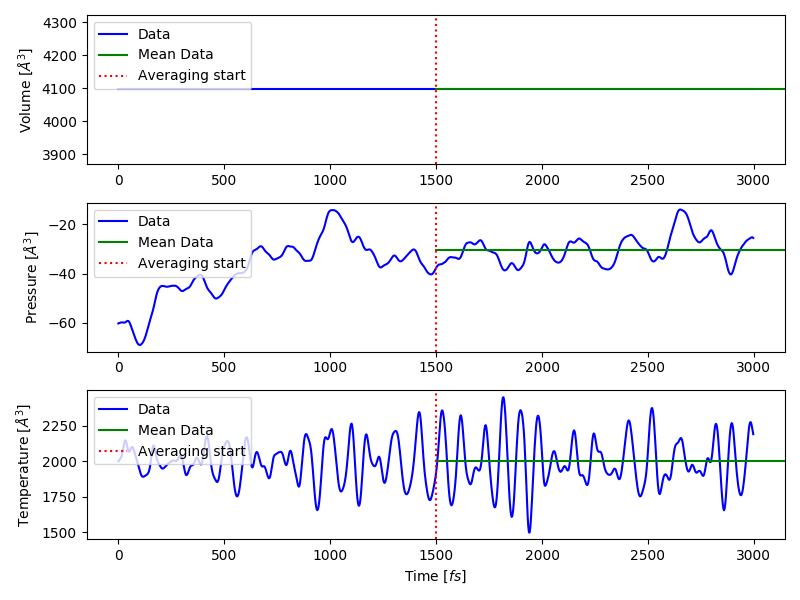 4300
4200
4100
4000
3900
Volume [Å³]
Data
Mean Data
Averaging start
0 500 1000 1500 2000 2500 3000
−20
−40
−60
Pressure [Å³]
Data
Mean Data
Averaging start
0 500 1000 1500 2000 2500 3000
2250
2000
1750
1500
Temperature [Å³]
Data
Mean Data
Averaging start
0 500 1000 1500 2000 2500 3000
Time [fs]